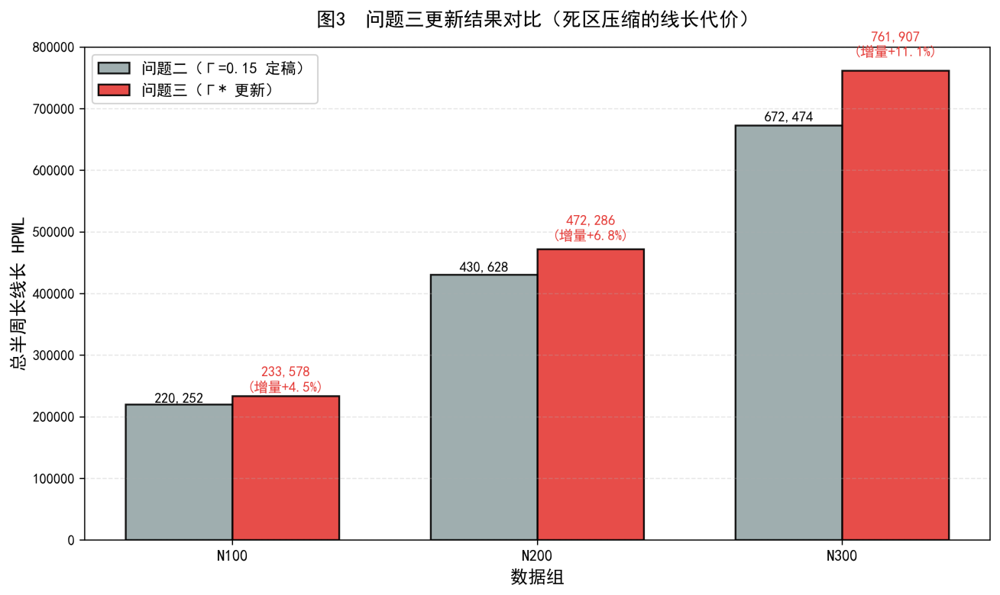 图3  问题三更新结果对比（死区压缩的线长代价）
问题二（Γ=0.15 定稿）
问题三（Γ* 更新）
总半周长线长 HPWL
800000
700000
600000
500000
400000
300000
200000
100000
0
220,252
233,578
(增量+4.5%)
430,628
472,286
(增量+6.8%)
672,474
761,907
(增量+11.1%)
N100
N200
N300
数据组